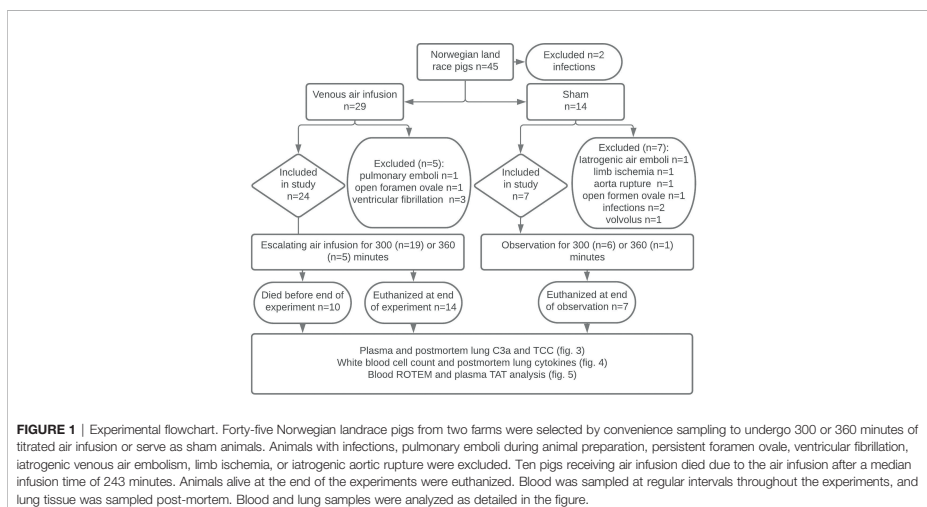 Norwegian land
race pigs n=45
Excluded n=2
infections
Venous air infusion
n=29
Sham
n=14
Included
in study
n=24
Excluded (n=5):
pulmonary emboli n=1
open foramen ovale n=1
ventricular fibrillation n=3
Included
in study
n=7
Excluded (n=7):
Iatrogenic air emboli n=1
limb ischemia n=1
aorta rupture n=1
open formen ovale n=1
infections n=2
volvolus n=1
Escalating air infusion for 300 (n=19) or 360
(n=5) minutes
Observation for 300 (n=6) or 360 (n=1)
minutes
Died before end of
experiment n=10
Euthanized at end
of experiment n=14
Euthanized at end
of observation n=7
Plasma and postmortem lung C3a and TCC (fig. 3)
White blood cell count and postmortem lung cytokines (fig. 4)
Blood ROTEM and plasma TAT analysis (fig. 5)
FIGURE 1 | Experimental flowchart. Forty-five Norwegian landrace pigs from two farms were selected by convenience sampling to undergo 300 or 360 minutes of
titrated air infusion or serve as sham animals. Animals with infections, pulmonary emboli during animal preparation, persistent foramen ovale, ventricular fibrillation,
iatrogenic venous air embolism, limb ischemia, or iatrogenic aortic rupture were excluded. Ten pigs receiving air infusion died due to the air infusion after a median
infusion time of 243 minutes. Animals alive at the end of the experiments were euthanized. Blood was sampled at regular intervals throughout the experiments, and
lung tissue was sampled post-mortem. Blood and lung samples were analyzed as detailed in the figure.